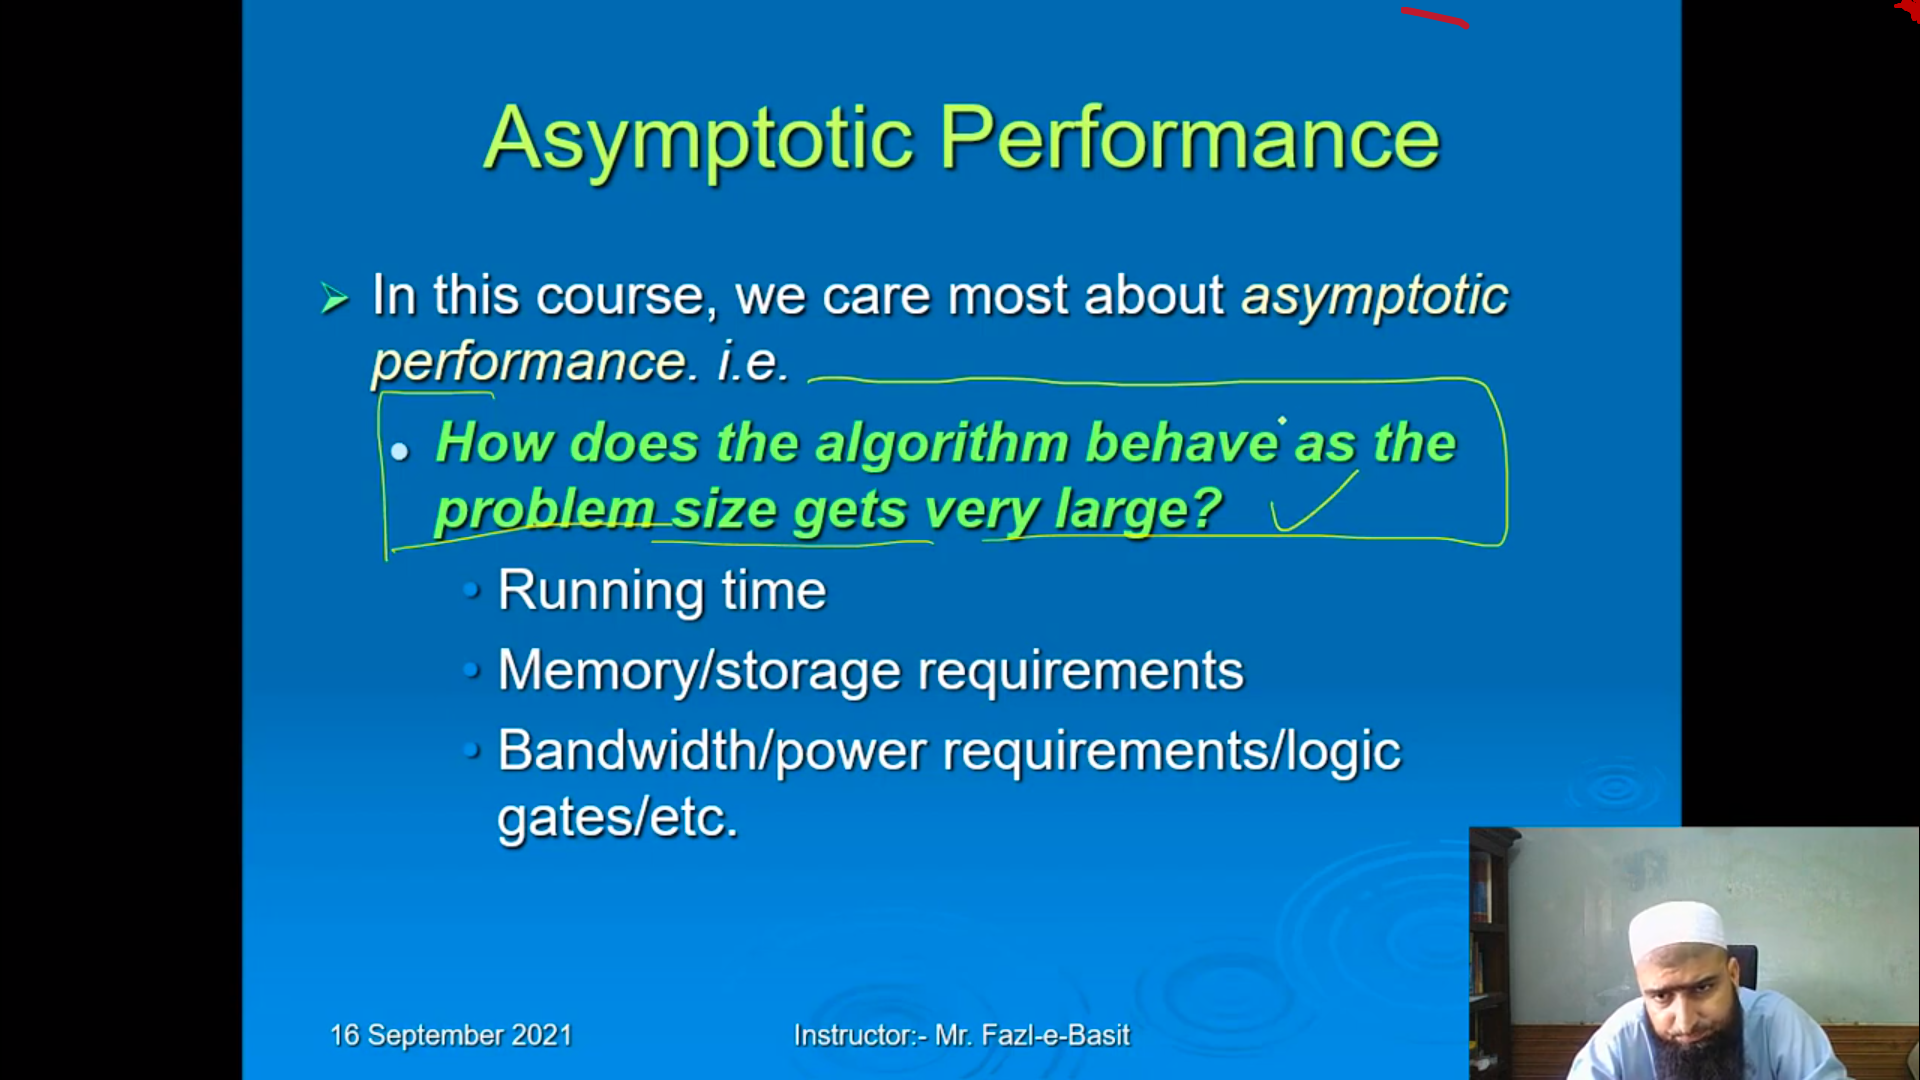 Asymptotic Performance
In this course, we care most about asymptotic
performance. i.e.
How does the algorithm behave as the
problem size gets very large?
Running time
Memory/storage requirements
Bandwidth/power requirements/logic
gates/etc.
16 September 2021
Instructor:- Mr. Fazl-e-Basit